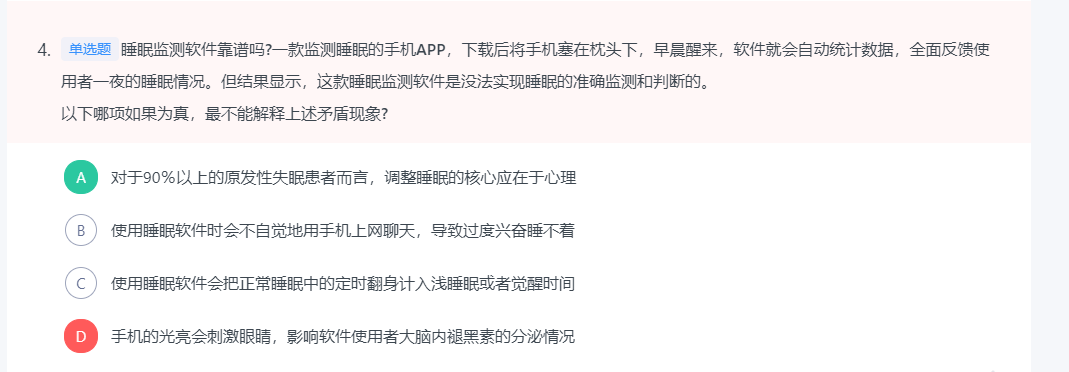 4. 单选题 睡眠监测软件靠谱吗?一款监测睡眠的手机APP，下载后将手机塞在枕头下，早晨醒来，软件就会自动统计数据，全面反馈使
用者一夜的睡眠情况。但结果显示，这款睡眠监测软件是没法实现睡眠的准确监测和判断的。
以下哪项如果为真，最不能解释上述矛盾现象?
A 对于90%以上的原发性失眠患者而言，调整睡眠的核心应在于心理
B 使用睡眠软件时会不自觉地用手机上网聊天，导致过度兴奋睡不着
C 使用睡眠软件会把正常睡眠中的定时翻身计入浅睡眠或者觉醒时间
D 手机的光亮会刺激眼睛，影响软件使用者大脑内褪黑素的分泌情况